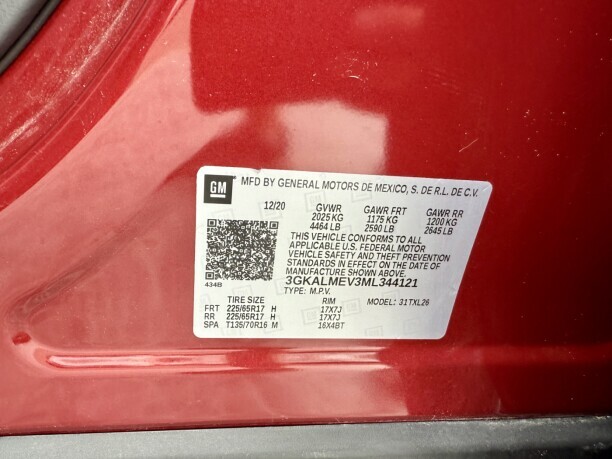 GM
MFD BY GENERAL MOTORS DE MEXICO, S. DE R.L. DE C.V.
12/20 GVWR GAWR FRT GAWR RR
2025 KG 1175 KG 1200 KG
4464 LB 2590 LB 2645 LB
THIS VEHICLE CONFORMS TO ALL
APPLICABLE U.S. FEDERAL MOTOR
VEHICLE SAFETY AND THEFT PREVENTION
STANDARDS IN EFFECT ON THE DATE OF
MANUFACTURE SHOWN ABOVE.
3GKALMEV3ML344121
434B TYPE: M.P.V.
TIRE SIZE RIM MODEL: 31TXL26
FRT 225/65R17 H 17X7J
RR 225/65R17 H 17X7J
SPA T135/70R16 M 16X4BT